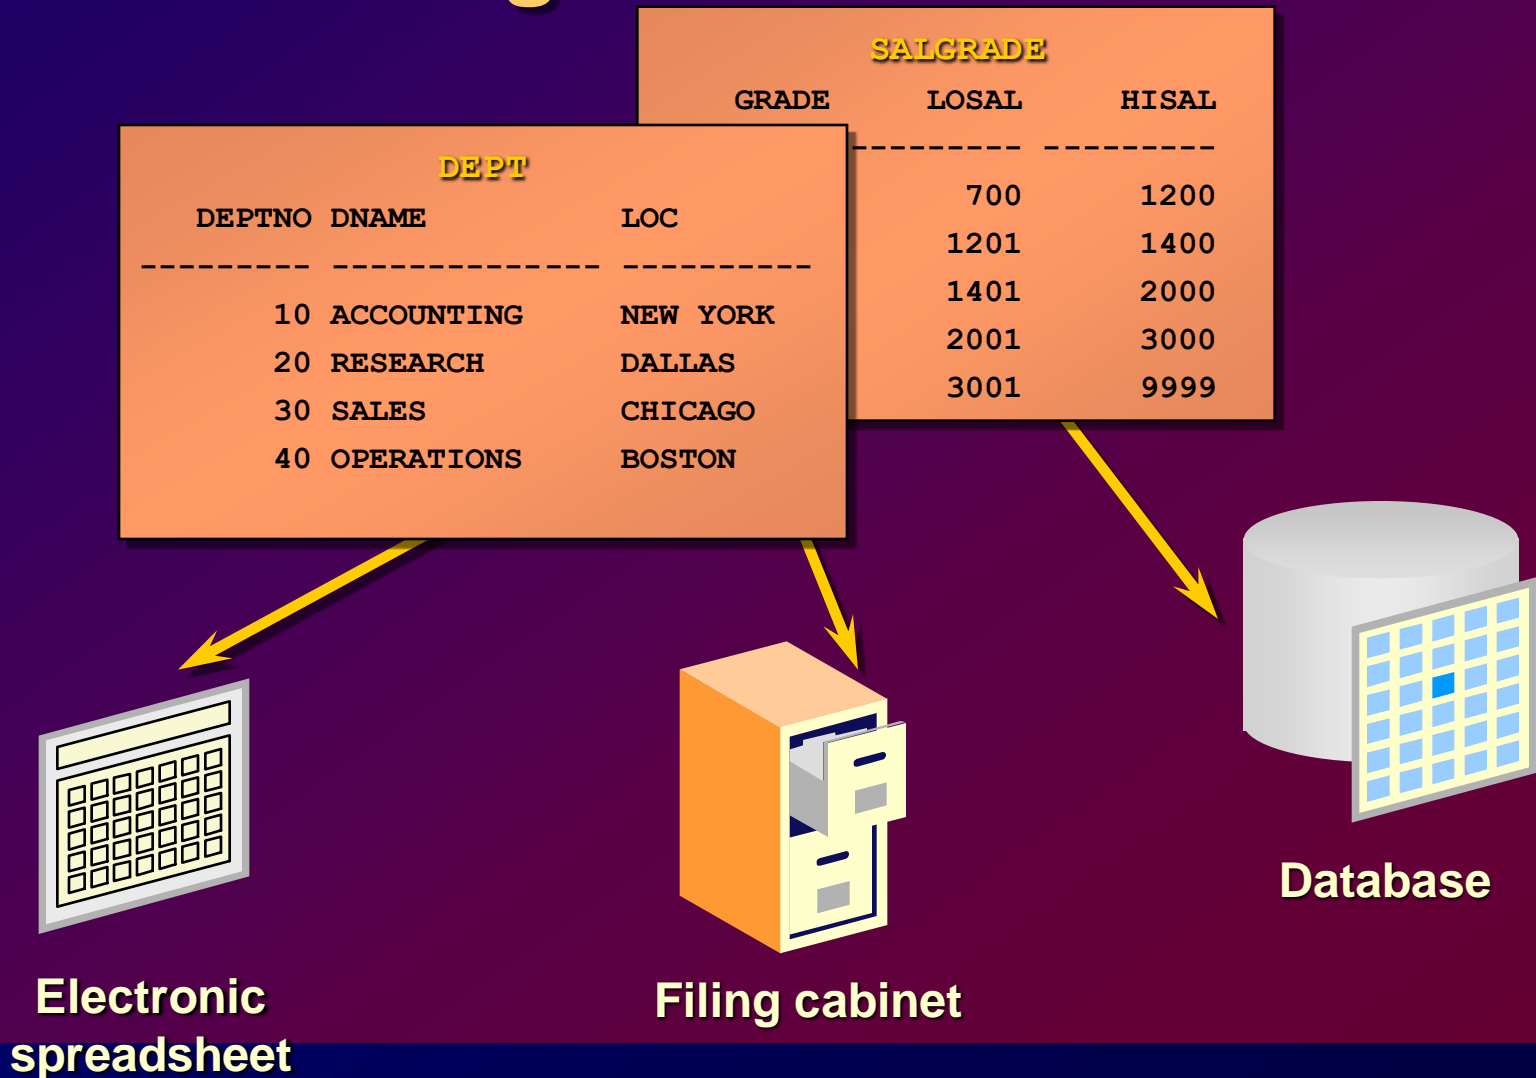 SALGRADE
GRADE LOSAL HISAL
--------- ---------
700 1200
1201 1400
1401 2000
2001 3000
3001 9999
DEPT
DEPTNO DNAME LOC
--------- -------------- ----------
10 ACCOUNTING NEW YORK
20 RESEARCH DALLAS
30 SALES CHICAGO
40 OPERATIONS BOSTON
Electronic
spreadsheet
Filing cabinet
Database